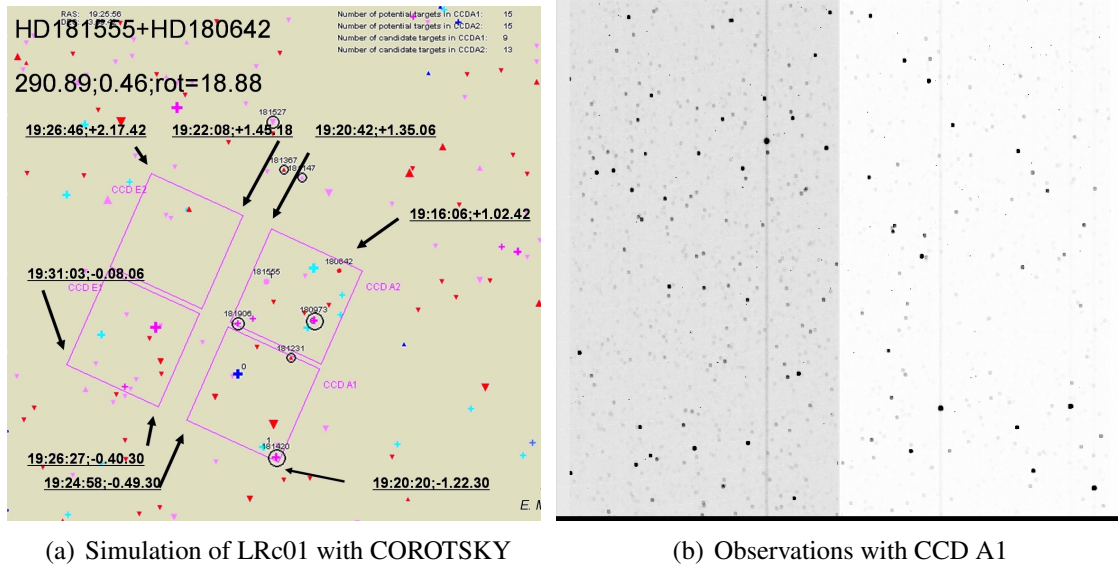 RAS: 19:25:56
Number of potential targets in CCDA1: 15
Number of potential targets in CCDA2: 15
Number of candidate targets in CCDA1: 9
Number of candidate targets in CCDA2: 13
HD181555+HD180642
290.89;0.46;rot=18.88
181527
19:26:46;+2.17.42
19:22:08;+1.45.18
19:20:42;+1.35.06
181367
CCD E2
19:16:06;+1.02.42
180642
181555
19:31:03;-0.08.06
CCD E1
CCD A2
181906
180973
181231
0
CCD A1
1
181420
19:26:27;-0.40.30
19:24:58;-0.49.30
19:20:20;-1.22.30
(a) Simulation of LRc01 with COROTSKY
(b) Observations with CCD A1